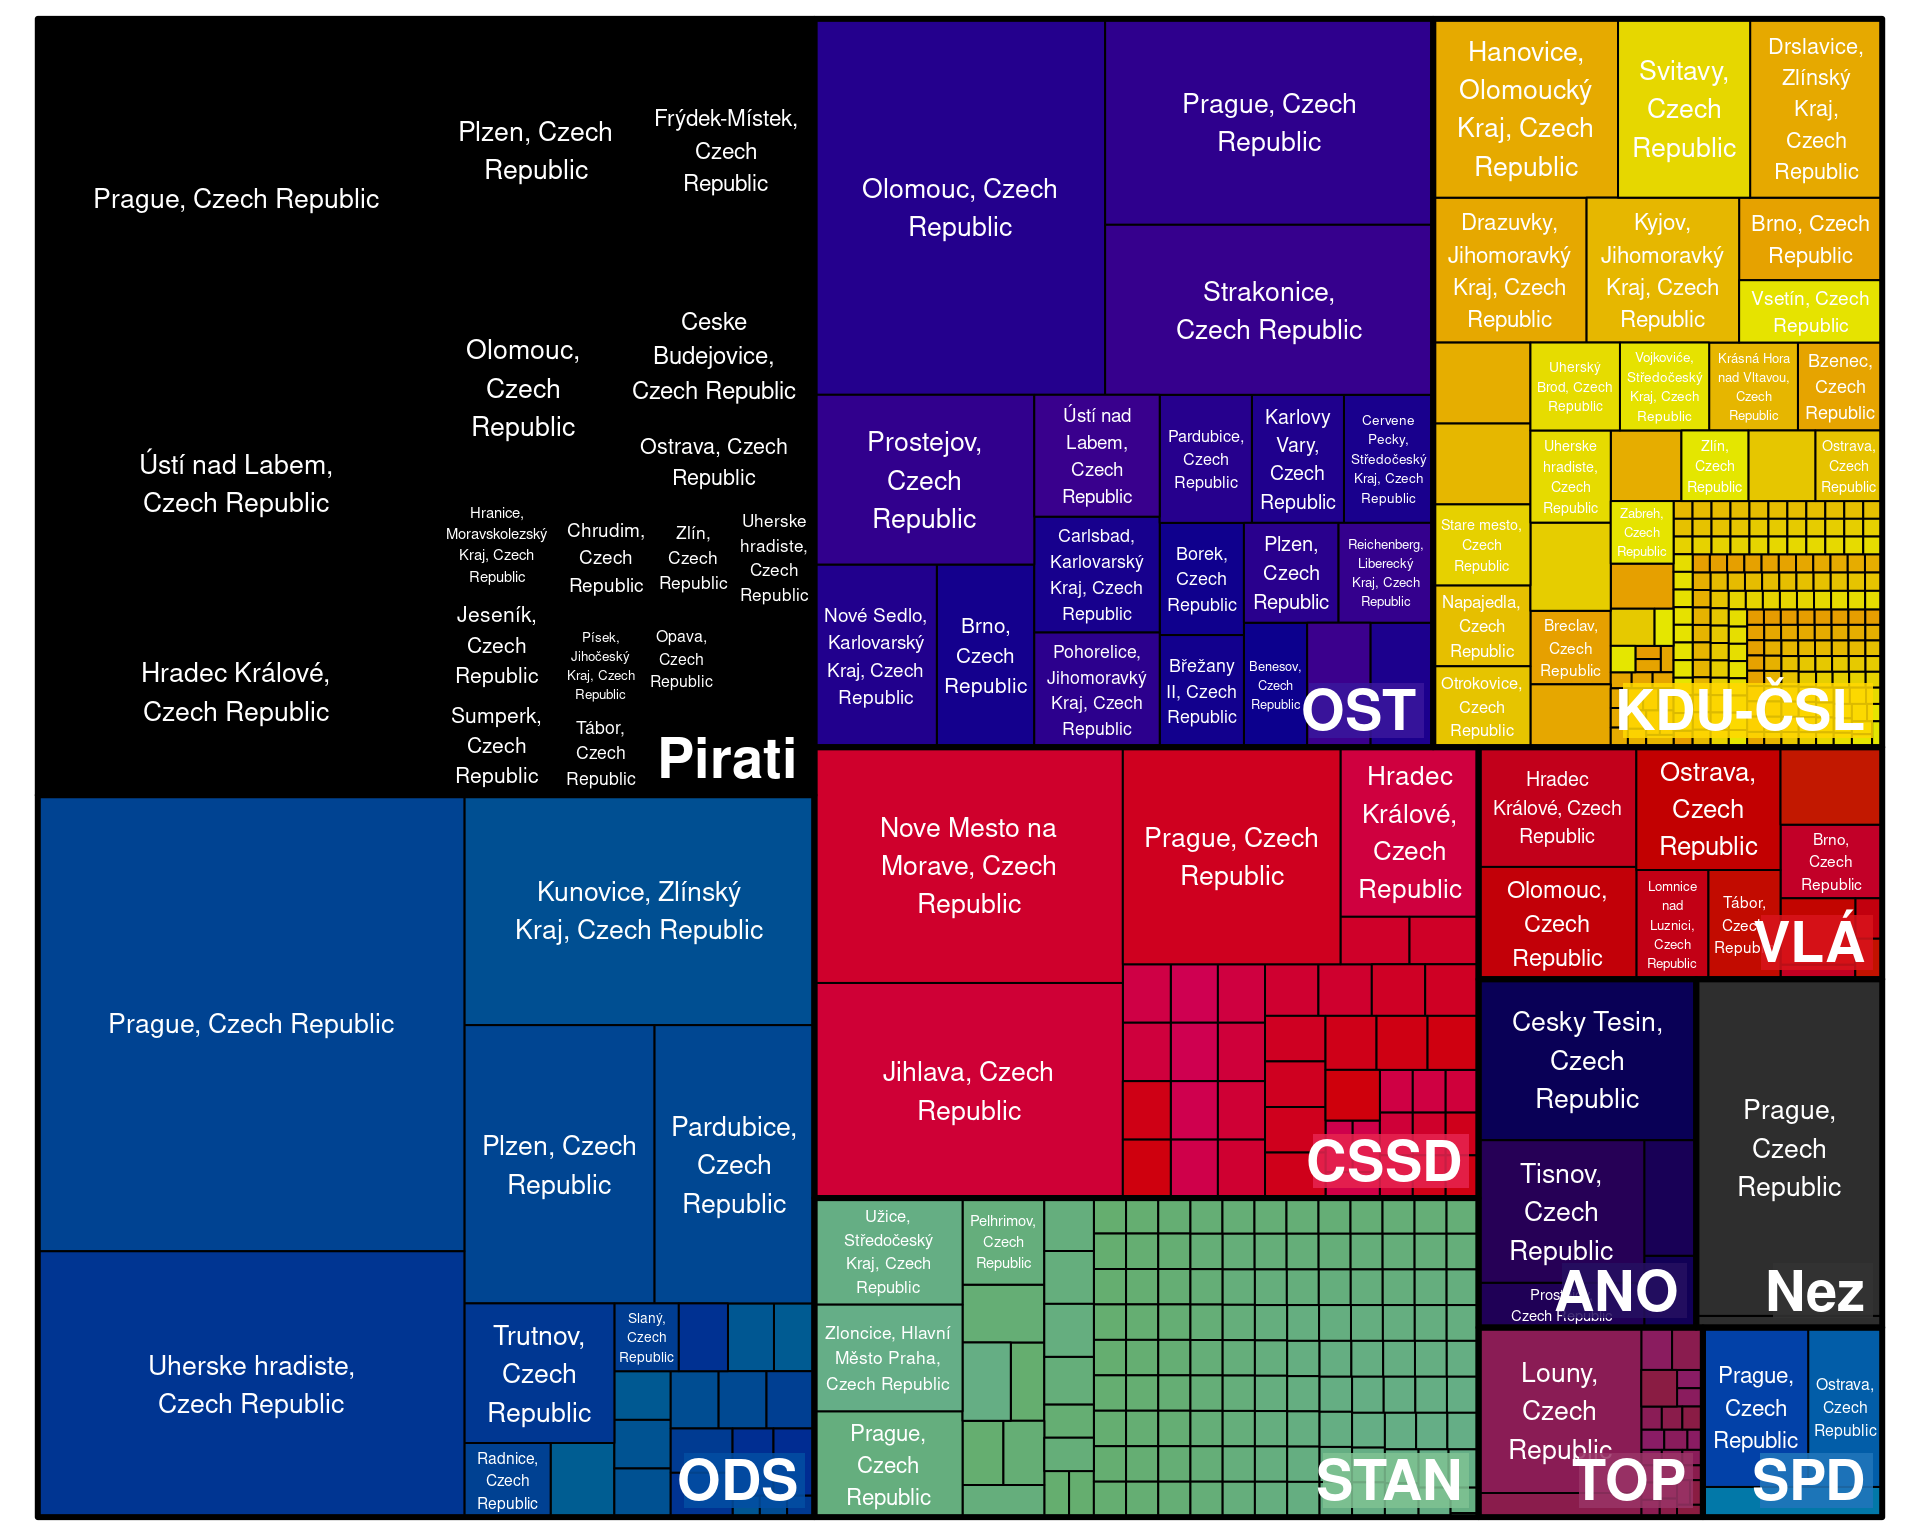 Prague, Czech Republic
Plzen, Czech
Republic
Frýdek-Místek,
Czech
Republic
Ústí nad Labem,
Czech Republic
Olomouc,
Czech
Republic
Ceske
Budejovice,
Czech Republic
Ostrava, Czech
Republic
Hradec Králové,
Czech Republic
Hranice,
Moravskolezský
Kraj, Czech
Republic
Chrudim,
Czech
Republic
Zlín,
Czech
Republic
Uherske
hradiste,
Czech
Republic
Jeseník,
Czech
Republic
Písek,
Jihočeský
Kraj, Czech
Republic
Opava,
Czech
Republic
Sumperk,
Czech
Republic
Tábor,
Czech
Republic
Pirati
Prague, Czech Republic
Kunovice, Zlínský
Kraj, Czech Republic
Plzen, Czech
Republic
Pardubice,
Czech
Republic
Uherske hradiste,
Czech Republic
Trutnov,
Czech
Republic
Slaný,
Czech
Republic
Radnice,
Czech
Republic
ODS
Olomouc, Czech
Republic
Prague, Czech
Republic
Strakonice,
Czech Republic
Prostejov,
Czech
Republic
Ústí nad
Labem,
Czech
Republic
Pardubice,
Czech
Republic
Karlovy
Vary,
Czech
Republic
Cervene
Pecky,
Středočeský
Kraj, Czech
Republic
Nové Sedlo,
Karlovarský
Kraj, Czech
Republic
Brno,
Czech
Republic
Carlsbad,
Karlovarský
Kraj, Czech
Republic
Borek,
Czech
Republic
Plzen,
Czech
Republic
Reichenberg,
Liberecký
Kraj, Czech
Republic
Pohorelice,
Jihomoravký
Kraj, Czech
Republic
Břežany
II, Czech
Republic
Benesov,
Czech
Republic
OST
Hanovice,
Olomoucký
Kraj, Czech
Republic
Svitavy,
Czech
Republic
Drslavice,
Zlínský
Kraj,
Czech
Republic
Drazuvky,
Jihomoravký
Kraj, Czech
Republic
Kyjov,
Jihomoravký
Kraj, Czech
Republic
Brno, Czech
Republic
Vsetín, Czech
Republic
Uherský
Brod, Czech
Republic
Vojkoviće,
Středočeský
Kraj, Czech
Republic
Krásná Hora
nad Vltavou,
Czech
Republic
Bzenec,
Czech
Republic
Uherske
hradiste,
Czech
Republic
Zlín,
Czech
Republic
Ostrava,
Czech
Republic
Stare mesto,
Czech
Republic
Zabreh,
Czech
Republic
Napajedla,
Czech
Republic
Breclav,
Czech
Republic
Otrokovice,
Czech
Republic
KDU-ČSL
Nove Mesto na
Morave, Czech
Republic
Prague, Czech
Republic
Hradec
Králové,
Czech
Republic
Jihlava, Czech
Republic
CSSD
Hradec
Králové, Czech
Republic
Ostrava,
Czech
Republic
Brno,
Czech
Republic
Olomouc,
Czech
Republic
Lomnice
nad
Luznici,
Czech
Republic
Tábor,
VLÁ
Cesky Tesin,
Czech
Republic
Tisnov,
Czech
Republic
Czech Republic
ANO
Prague,
Czech
Republic
Nez
Užice,
Středočeský
Kraj, Czech
Republic
Pelhrimov,
Czech
Republic
Zloncice, Hlavní
Město Praha,
Czech Republic
Prague,
Czech
Republic
STAN
Louny,
Czech
Republic
TOP
Prague,
Czech
Republic
Ostrava,
Czech
Republic
SPD